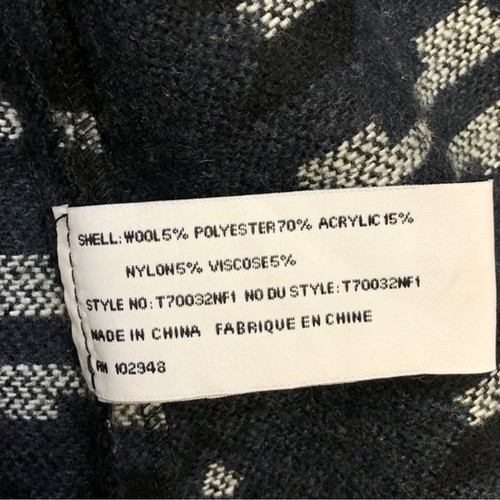 SHELL: WOOL5% POLYESTER70% ACRYLIC15%
NYLON5% VISCOSE5%
STYLE NO: T70032NF1 NO DU STYLE: T70032NF1
MADE IN CHINA FABRIQUE EN CHINE
RN 102948